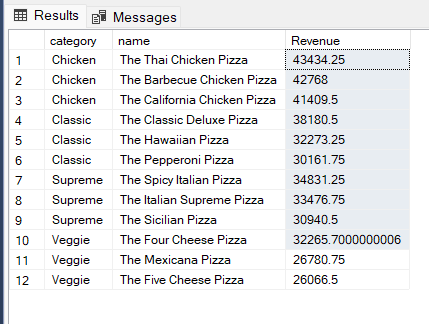 Results Messages
category name Revenue
1 Chicken The Thai Chicken Pizza 43434.25
2 Chicken The Barbecue Chicken Pizza 42768
3 Chicken The California Chicken Pizza 41409.5
4 Classic The Classic Deluxe Pizza 38180.5
5 Classic The Hawaiian Pizza 32273.25
6 Classic The Pepperoni Pizza 30161.75
7 Supreme The Spicy Italian Pizza 34831.25
8 Supreme The Italian Supreme Pizza 33476.75
9 Supreme The Sicilian Pizza 30940.5
10 Veggie The Four Cheese Pizza 32265.7000000006
11 Veggie The Mexicana Pizza 26780.75
12 Veggie The Five Cheese Pizza 26066.5